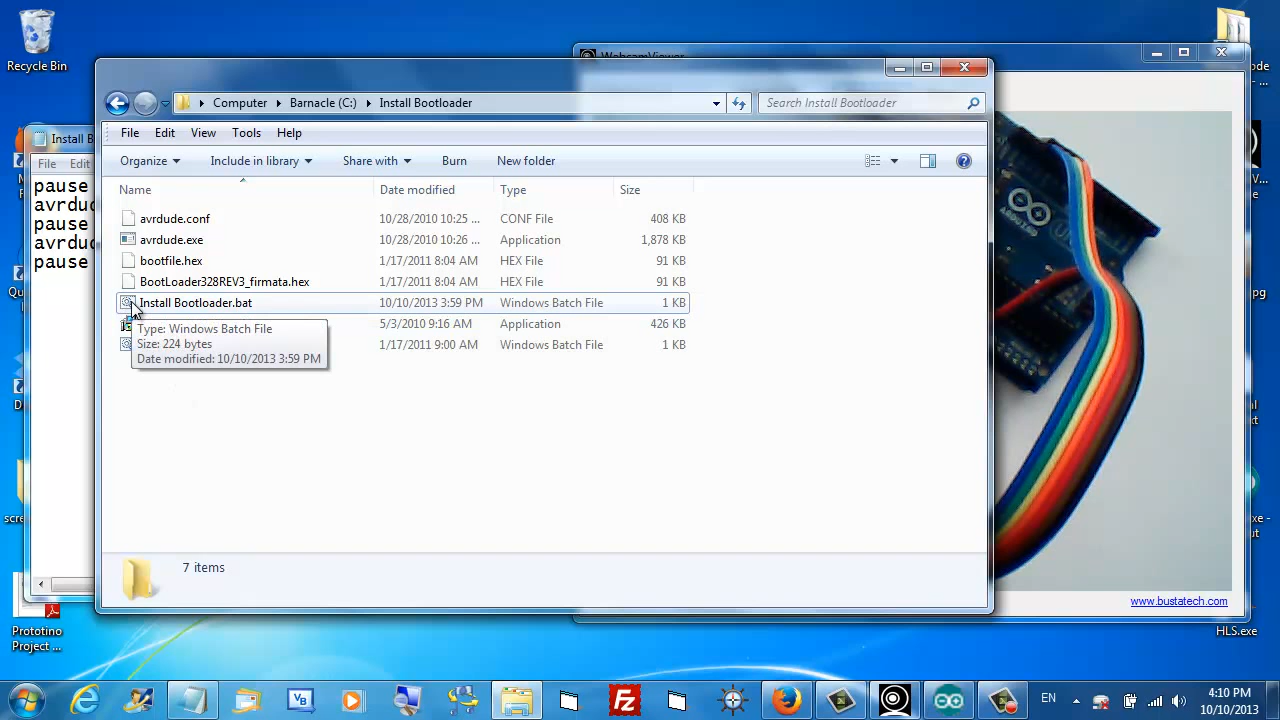 Recycle Bin
WebcamViewer
Computer
Barnacle (C:)
Install Bootloader
Search Install Bootloader
File Edit View Tools Help
Organize
Include in library
Share with
Burn
New folder
Name
Date modified
Type
Size
avrdude.conf 10/28/2010 10:25 ... CONF File 408 KB
avrdude.exe 10/28/2010 10:26 ... Application 1,878 KB
bootfile.hex 1/17/2011 8:04 AM HEX File 91 KB
BootLoader328REV3_firmata.hex 1/17/2011 8:04 AM HEX File 91 KB
Install Bootloader.bat 10/10/2013 3:59 PM Windows Batch File 1 KB
5/3/2010 9:16 AM Application 426 KB
1/17/2011 9:00 AM Windows Batch File 1 KB
Type: Windows Batch File
Size: 224 bytes
Date modified: 10/10/2013 3:59 PM
7 items
Install B
File Edit
pause
avrdu
pause
avrdu
pause
ARDUINO
www.bustatech.com
Prototino
Project ...
HLS.exe
EN
4:10 PM
10/10/2013